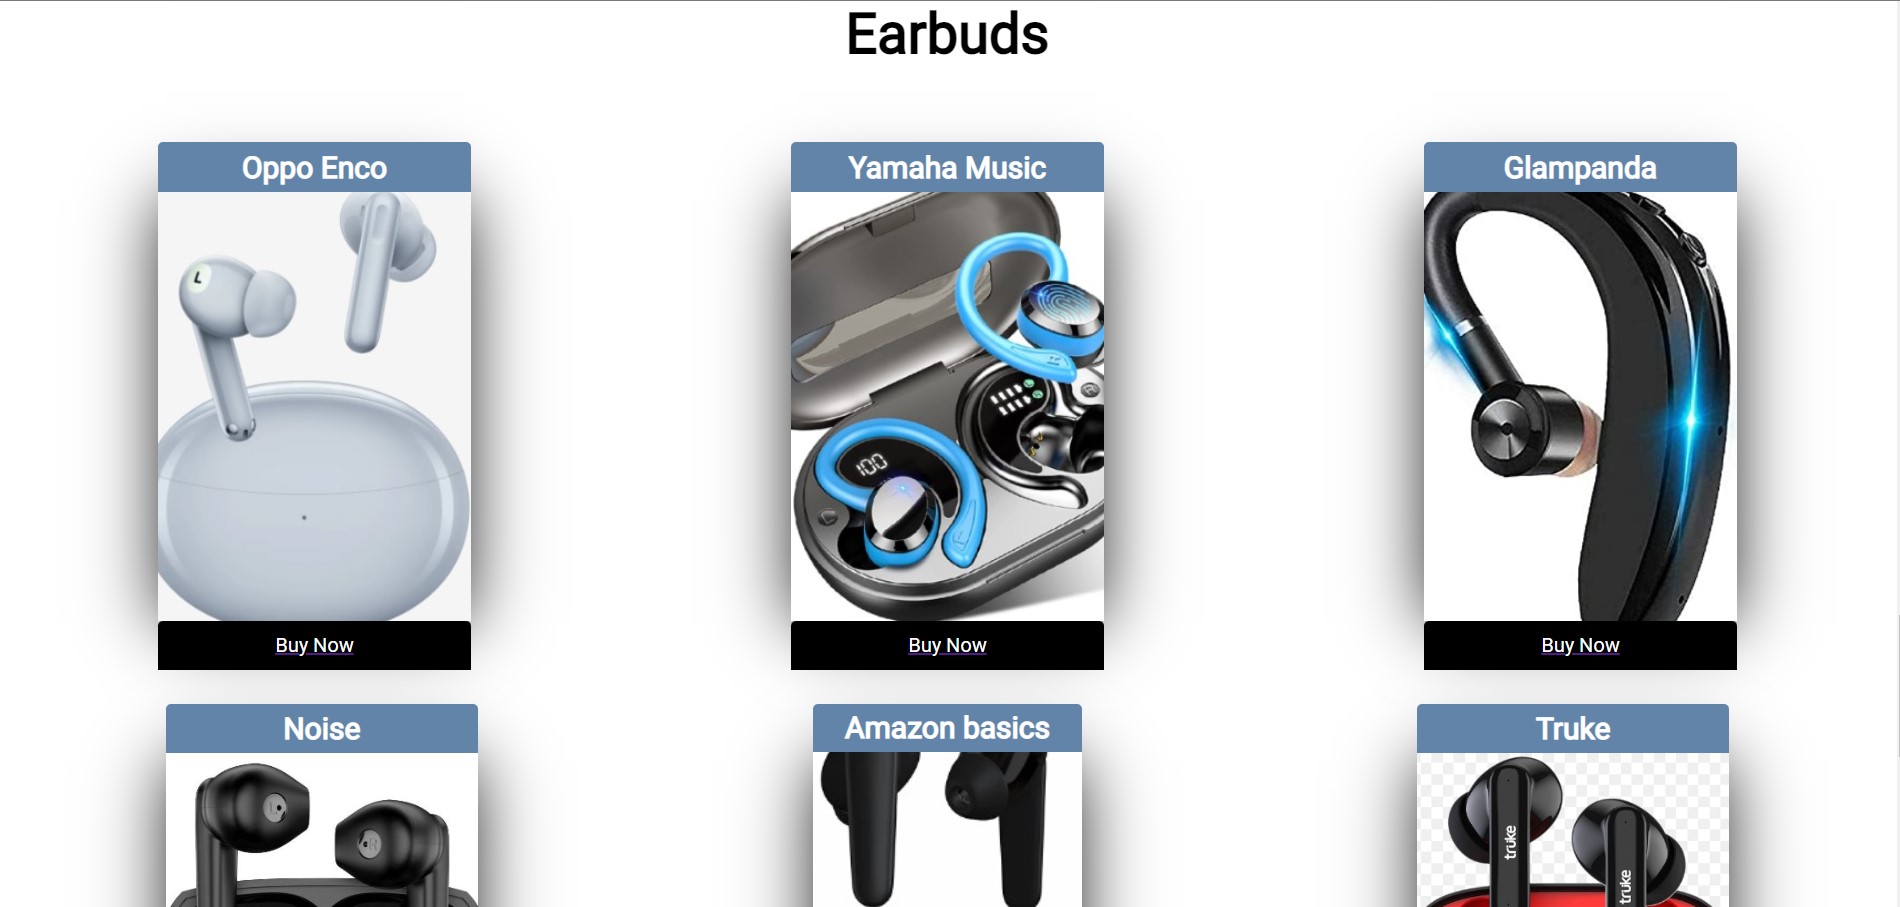 Earbuds
Oppo Enco
Yamaha Music
Glampanda
L
100
Buy Now
Buy Now
Buy Now
Noise
Amazon basics
Truke
truke
truke